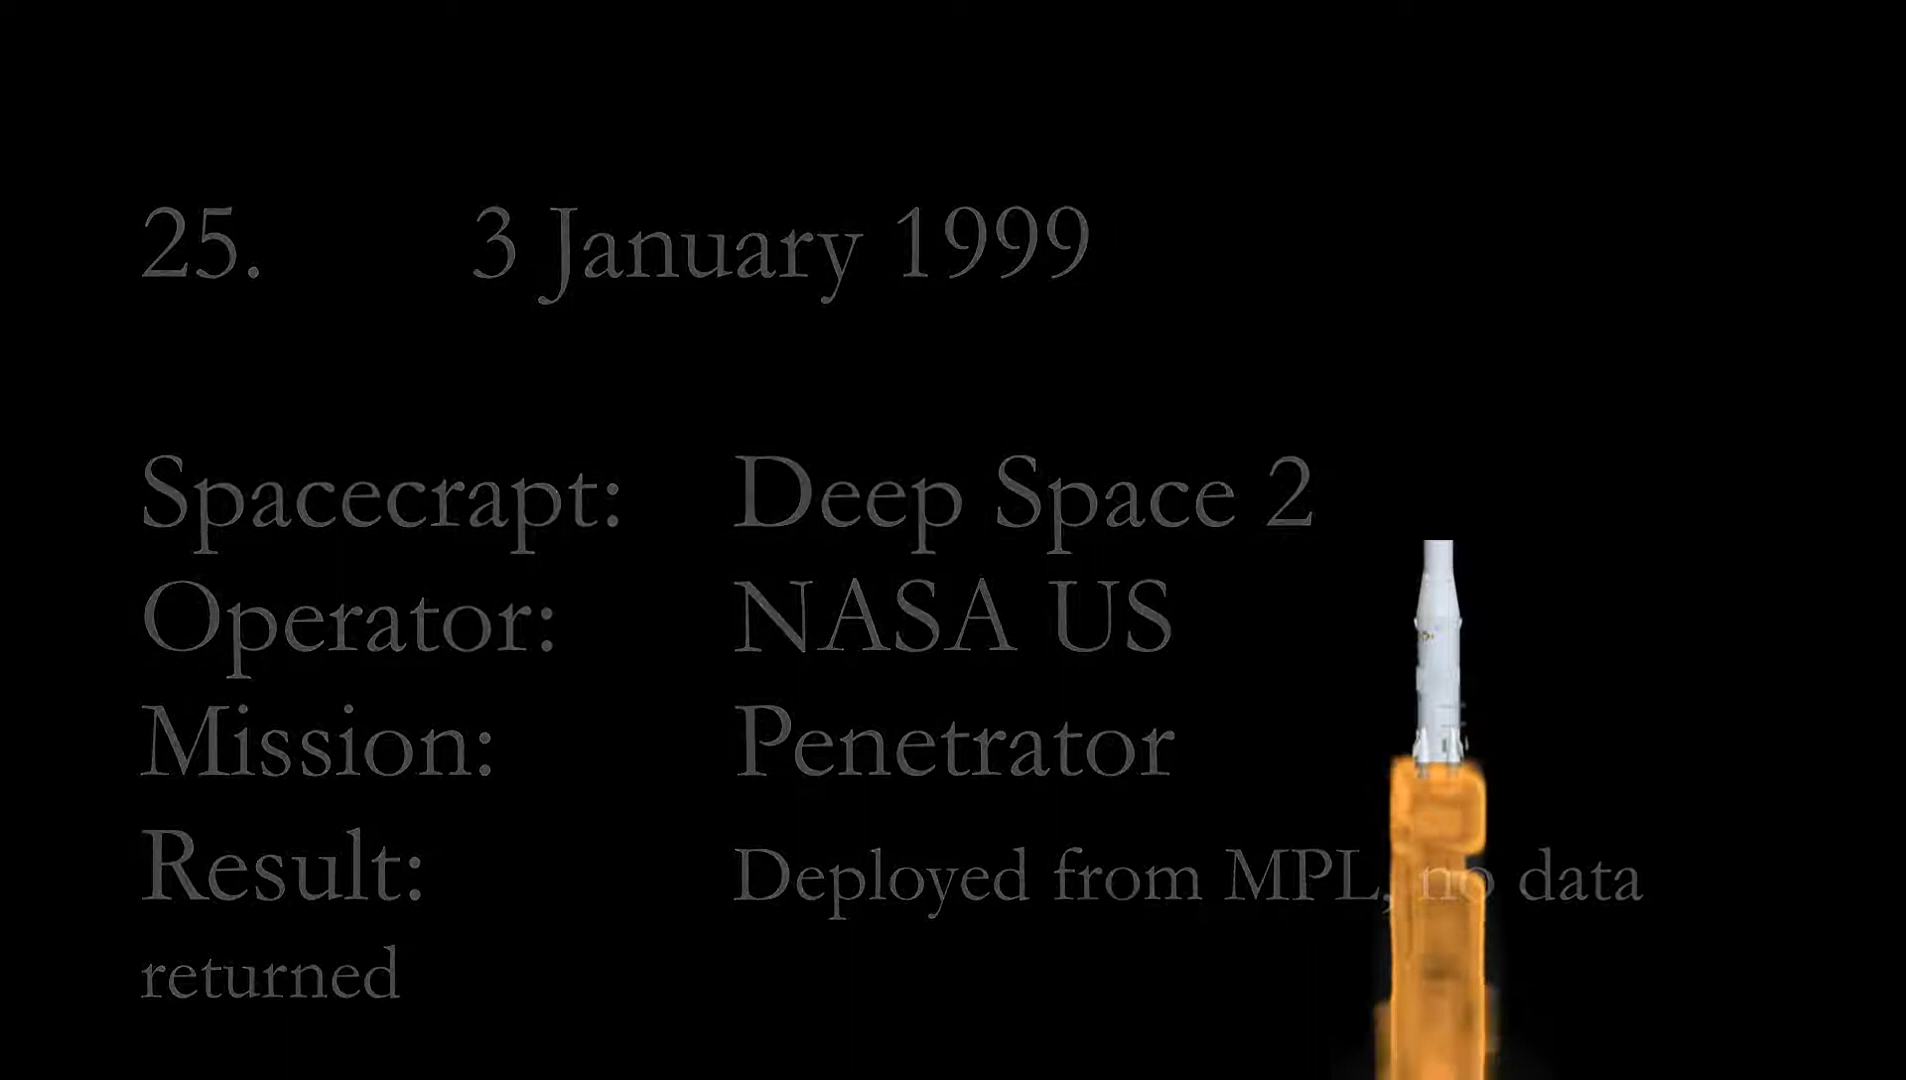 25. 3 January 1999
Spacecrapt: Deep Space 2
Operator: NASA US
Mission: Penetrator
Result: Deployed from MPL, no data
returned